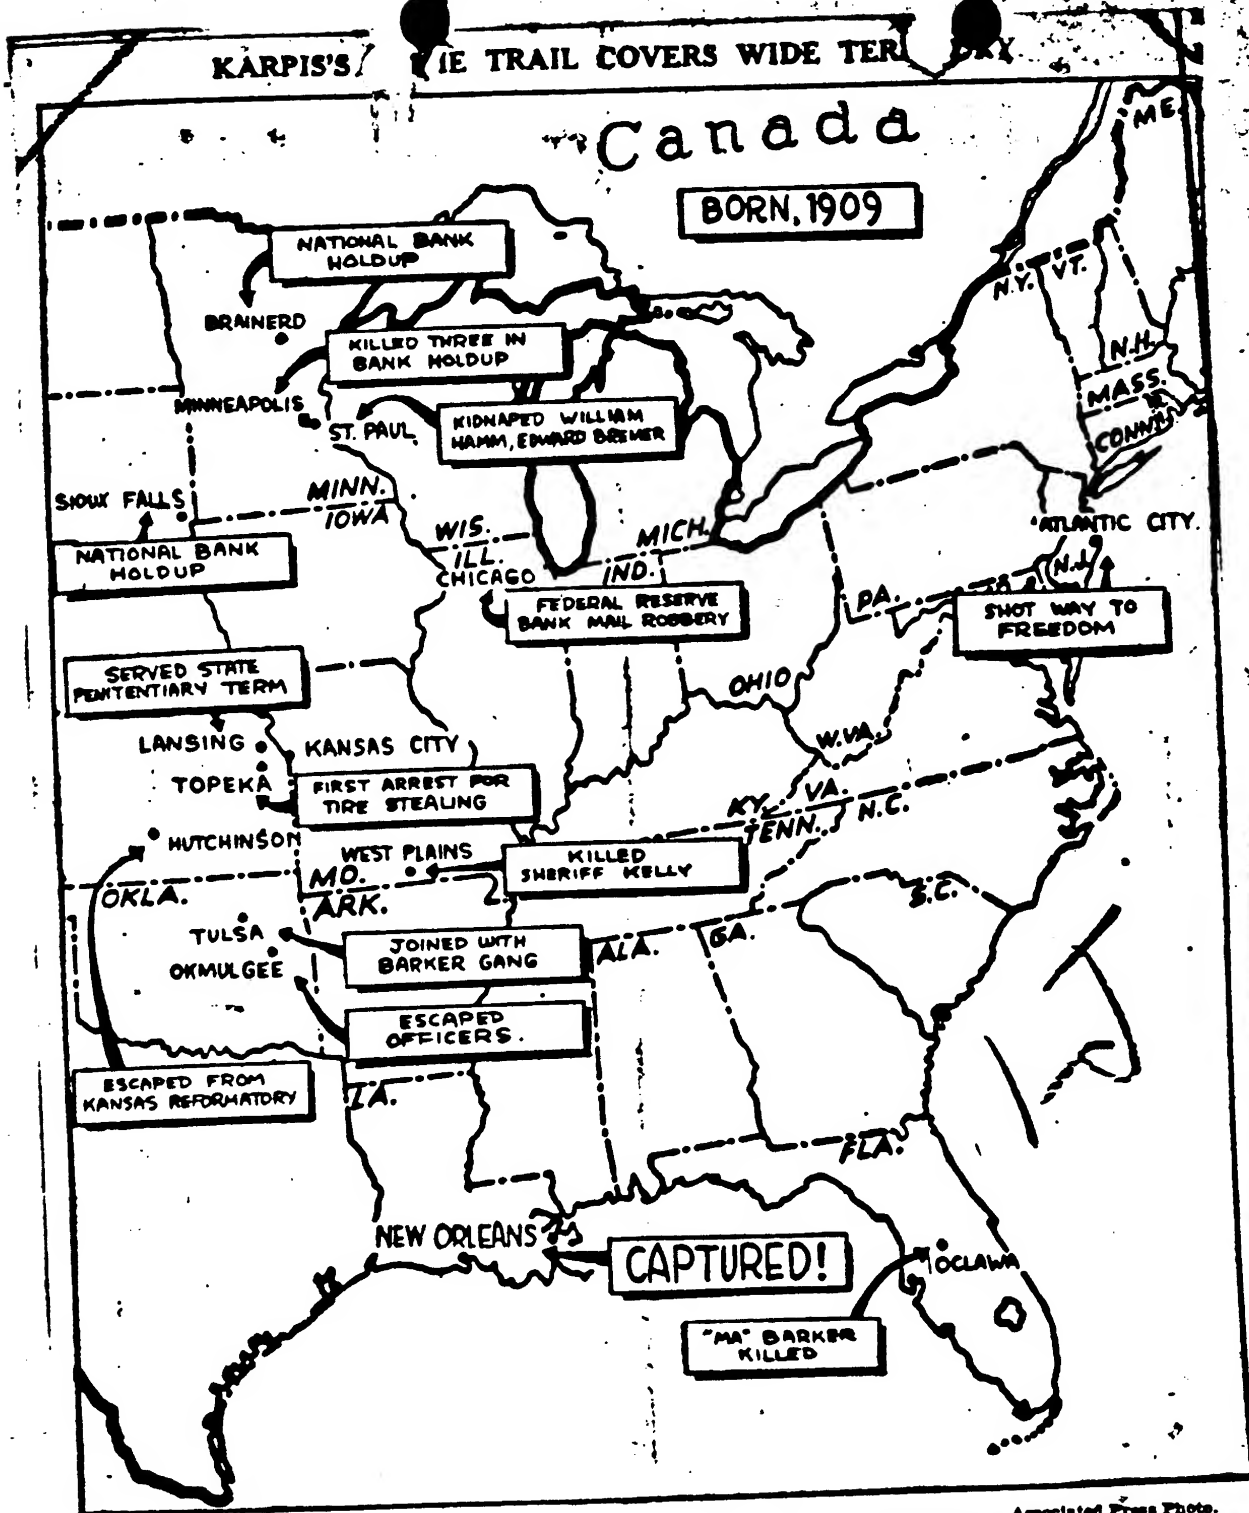 KARPIS'S IE TRAIL COVERS WIDE TER RY
Canada
ME.
BORN, 1909
NATIONAL BANK
HOLDUP
N.Y. VT.
BRAINERD
KILLED THREE IN
BANK HOLDUP
N.H.
MASS.
MINNEAPOLIS
ST. PAUL
KIDNAPED WILLIAM
HAMM, EDWARD BREMER
CONN.
SIOUX FALLS
MINN.
IOWA
WIS.
ILL.
MICH.
IND.
ATLANTIC CITY.
NATIONAL BANK
HOLDUP
CHICAGO
N.J.
FEDERAL RESERVE
BANK MAIL ROBBERY
PA.
SHOT WAY TO
FREEDOM
SERVED STATE
PENITENTIARY TERM
OHIO
LANSING
KANSAS CITY
W.VA.
TOPEKA
FIRST ARREST FOR
TIRE STEALING
KY. VA.
TENN. N.C.
HUTCHINSON
WEST PLAINS
KILLED
SHERIFF KELLY
OKLA.
MO.
ARK.
S.C.
TULSA
JOINED WITH
BARKER GANG
ALA. GA.
OKMULGEE
ESCAPED
OFFICERS.
ESCAPED FROM
KANSAS REFORMATORY
LA.
FLA.
NEW ORLEANS
CAPTURED!
OCLAWA
"MA" BARKER
KILLED
Associated Press Photo.